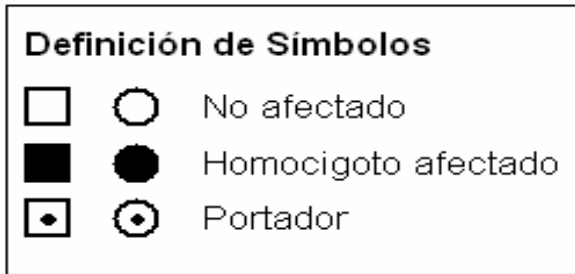 Definición de Símbolos
No afectado
Homocigoto afectado
Portador